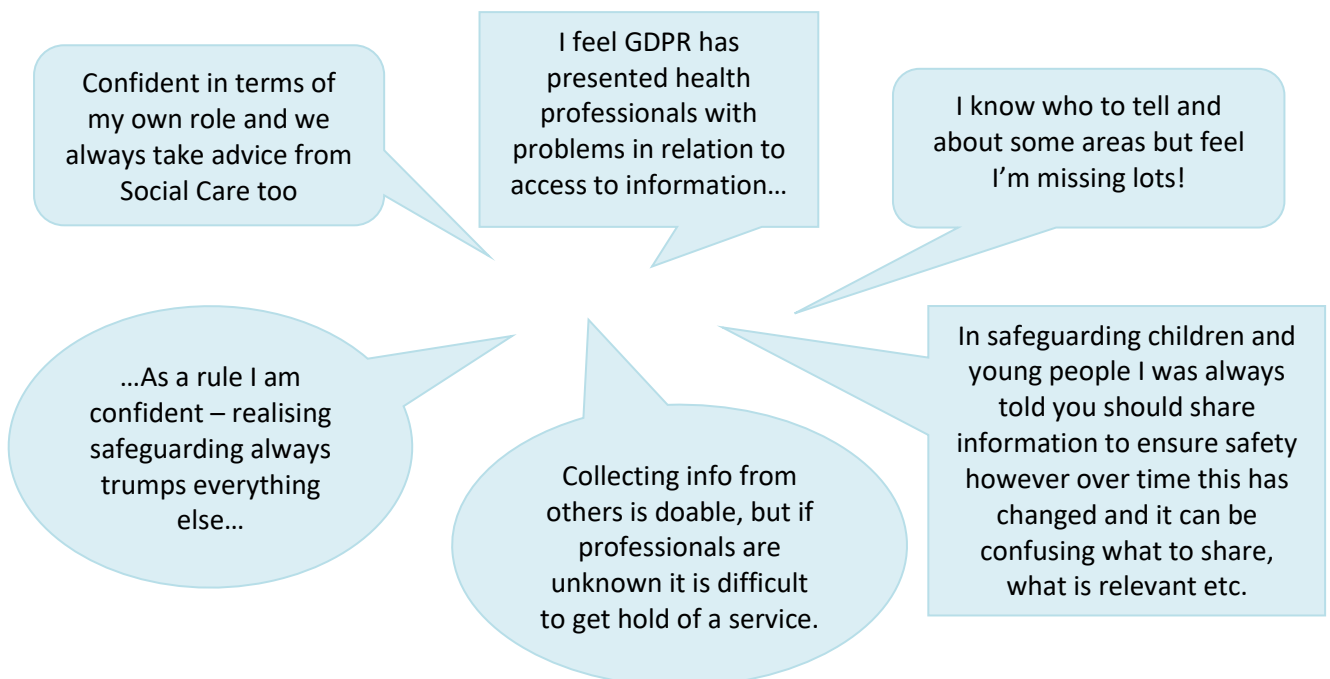 Confident in terms of
my own role and we
always take advice from
Social Care too
I feel GDPR has
presented health
professionals with
problems in relation to
access to information…
I know who to tell and
about some areas but feel
I’m missing lots!
…As a rule I am
confident – realising
safeguarding always
trumps everything
else…
Collecting info from
others is doable, but if
professionals are
unknown it is difficult
to get hold of a service.
In safeguarding children and
young people I was always
told you should share
information to ensure safety
however over time this has
changed and it can be
confusing what to share,
what is relevant etc.